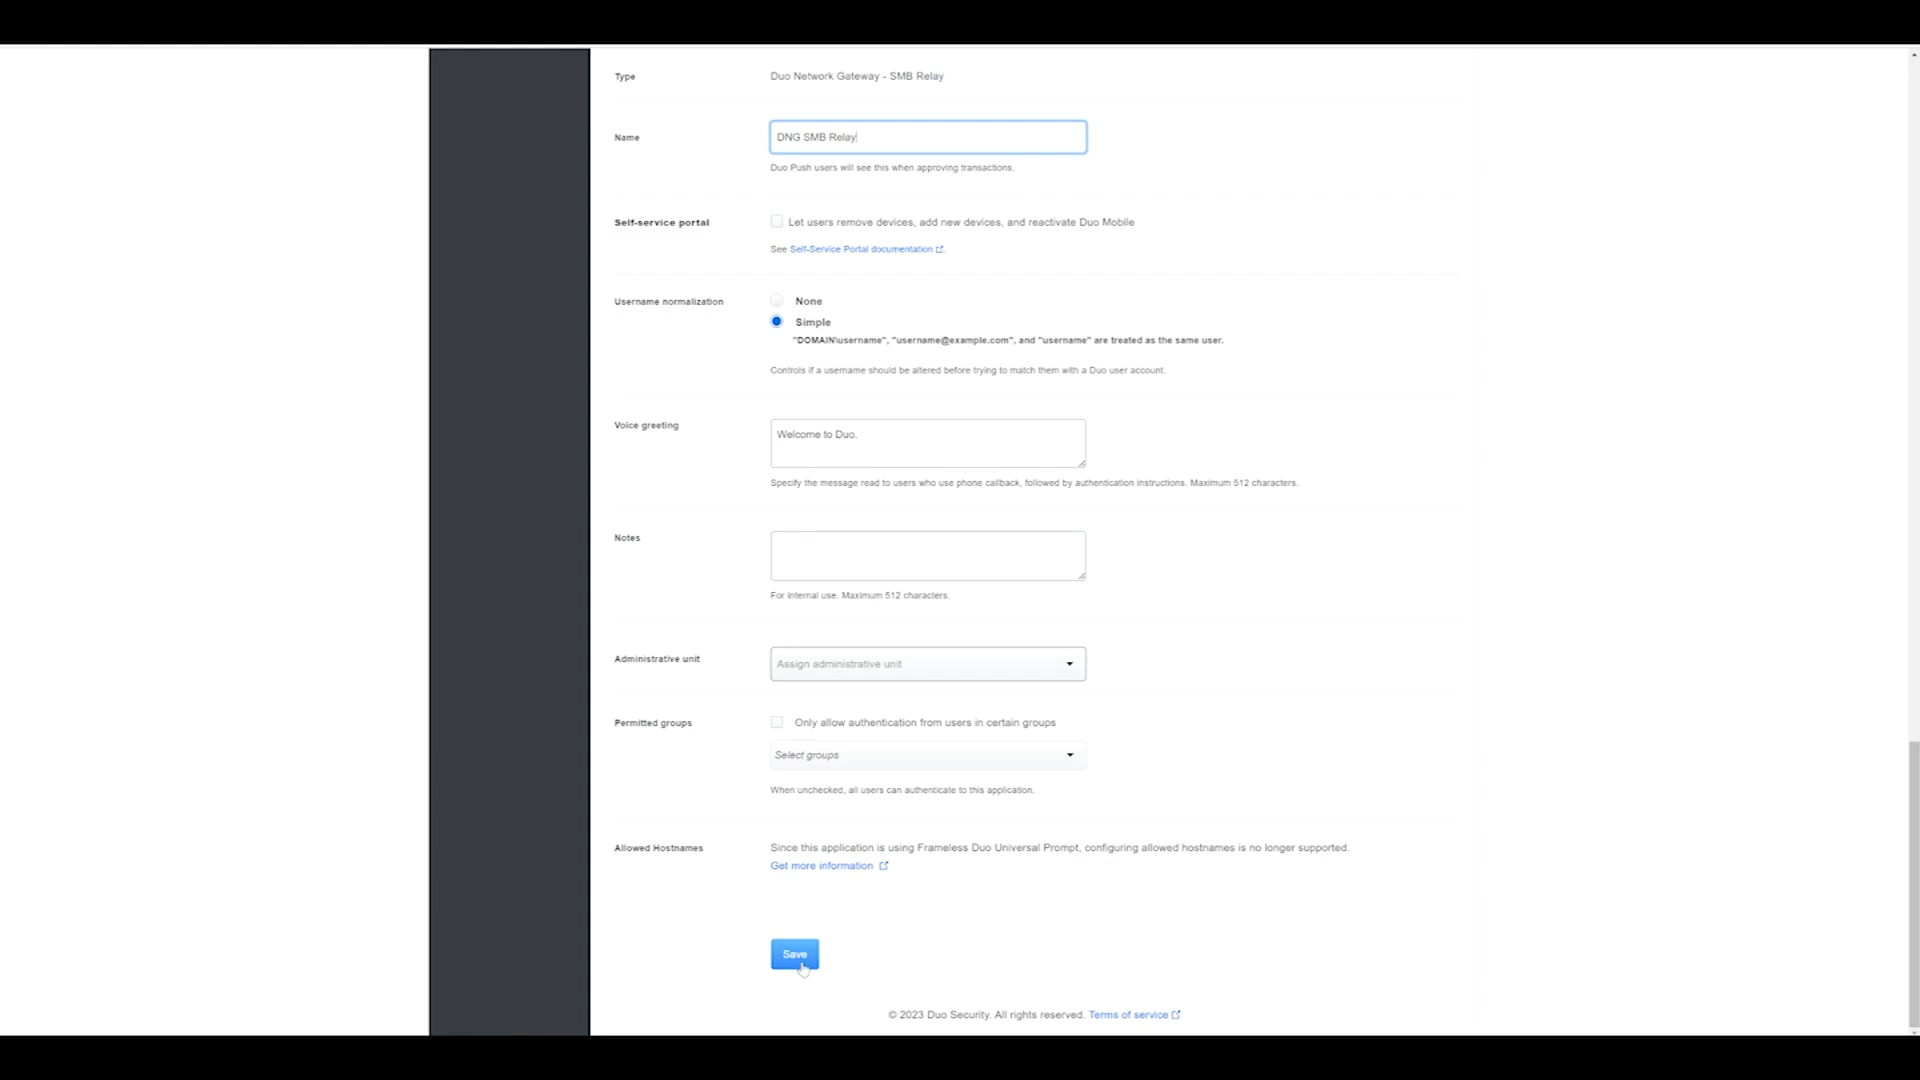 Type
Duo Network Gateway - SMB Relay
Name
DNG SMB Relay
Duo Push users will see this when approving transactions.
Self-service portal
Let users remove devices, add new devices, and reactivate Duo Mobile
See Self-Service Portal documentation.
Username normalization
None
Simple
"DOMAIN\username", "username@example.com", and "username" are treated as the same user.
Controls if a username should be altered before trying to match them with a Duo user account.
Voice greeting
Welcome to Duo.
Specify the message read to users who use phone callback, followed by authentication instructions. Maximum 512 characters.
Notes
For internal use. Maximum 512 characters.
Administrative unit
Assign administrative unit
Permitted groups
Only allow authentication from users in certain groups
Select groups
When unchecked, all users can authenticate to this application.
Allowed Hostnames
Since this application is using Frameless Duo Universal Prompt, configuring allowed hostnames is no longer supported.
Get more information
Save
© 2023 Duo Security. All rights reserved. Terms of service